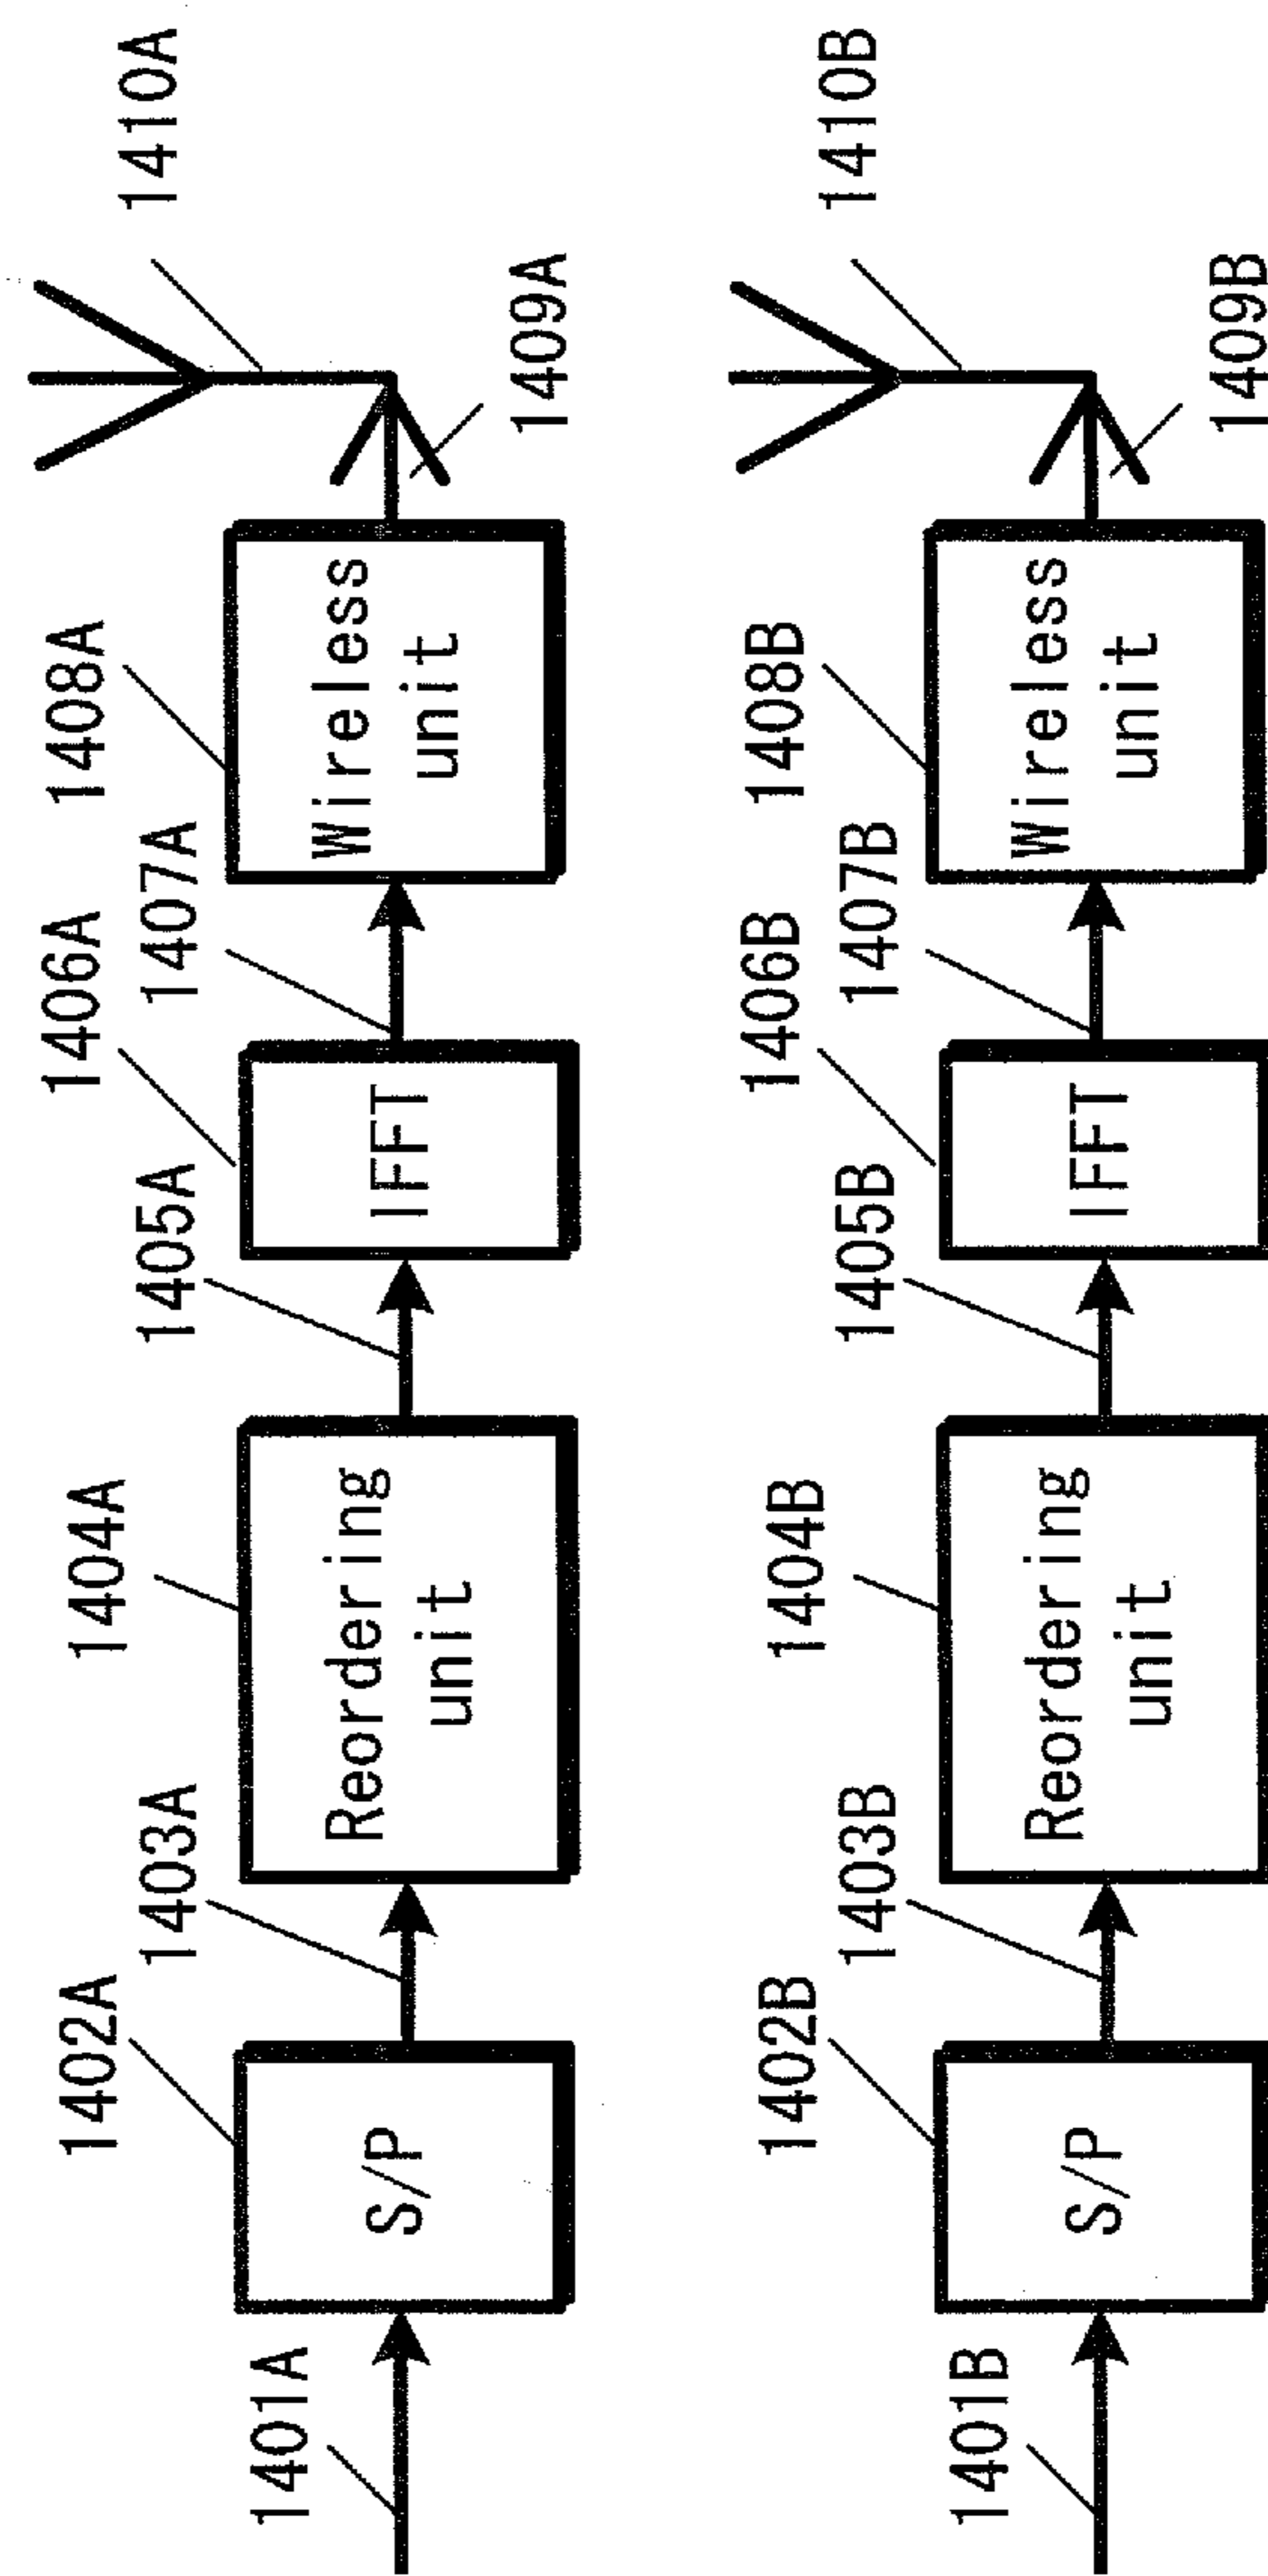 1401A
1402A
S/P
1403A
1404A
Reordering
unit
1405A
1406A
IFFT
1407A
1408A
Wireless
unit
1409A
1410A
1401B
1402B
S/P
1403B
1404B
Reordering
unit
1405B
1406B
IFFT
1407B
1408B
Wireless
unit
1409B
1410B